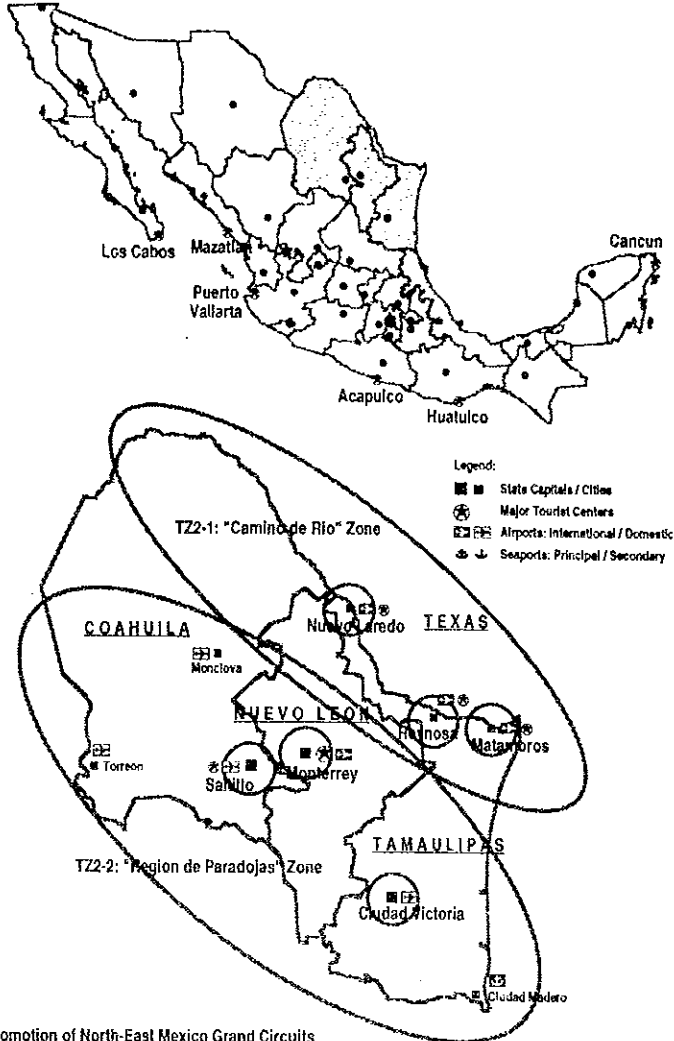 Los Cabos
Mazatlan
Puerto
Vallarta
Acapulco
Huatulco
Cancun
Legend:
State Capitals / Cities
Major Tourist Centers
Airports: International / Domestic
Seaports: Principal / Secondary
TZ2-1: "Camino de Rio" Zone
Nuevo Laredo
TEXAS
COAHUILA
Monclova
NUEVO LEON
Reynosa
Matamoros
Torreon
Saltillo
Monterrey
TAMAULIPAS
TZ2-2: "Region de Paradojas" Zone
Ciudad Victoria
Ciudad Madero
omotion of North-East Mexico Grand Circuits